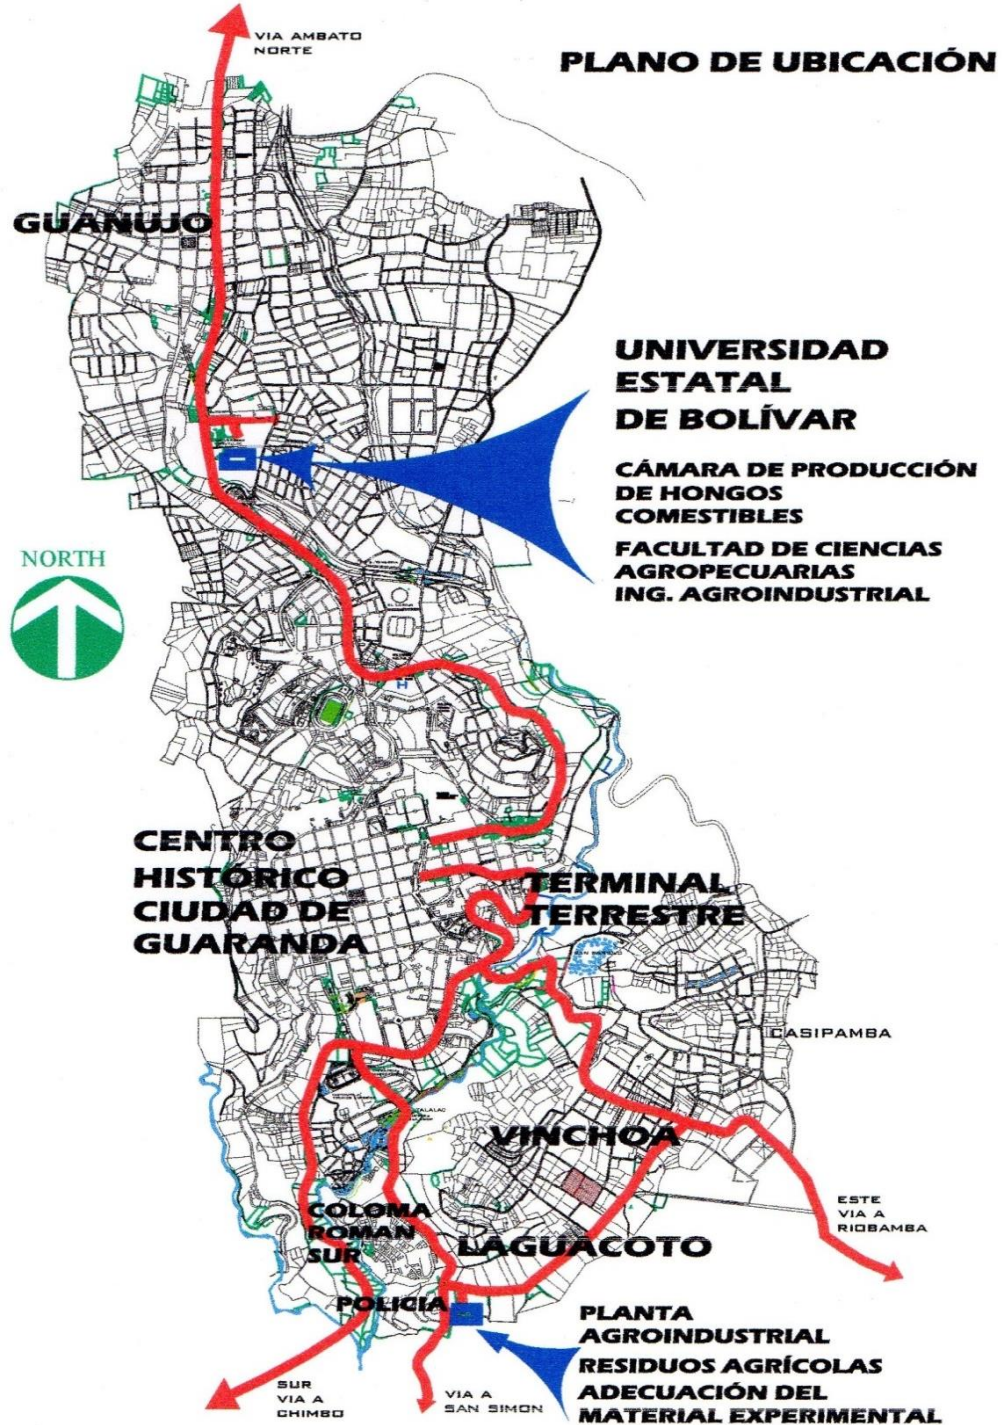 VIA AMBATO
NORTE
PLANO DE UBICACIÓN
GUANUJO
UNIVERSIDAD
ESTATAL
DE BOLÍVAR
CÁMARA DE PRODUCCIÓN
DE HONGOS
COMESTIBLES
FACULTAD DE CIENCIAS
AGROPECUARIAS
ING. AGROINDUSTRIAL
NORTH
H
CENTRO
HISTÓRICO
CIUDAD DE
GUARANDA
TERMINAL
TERRESTRE
CASIPAMBA
VINCHOA
ESTE
VIA A
RIOBAMBA
COLOMA
ROMAN
SUR
LAGUACOTO
POLICIA
PLANTA
AGROINDUSTRIAL
RESIDUOS AGRÍCOLAS
ADECUACIÓN DEL
MATERIAL EXPERIMENTAL
SUR
VIA A
CHIMBO
VIA A
SAN SIMON